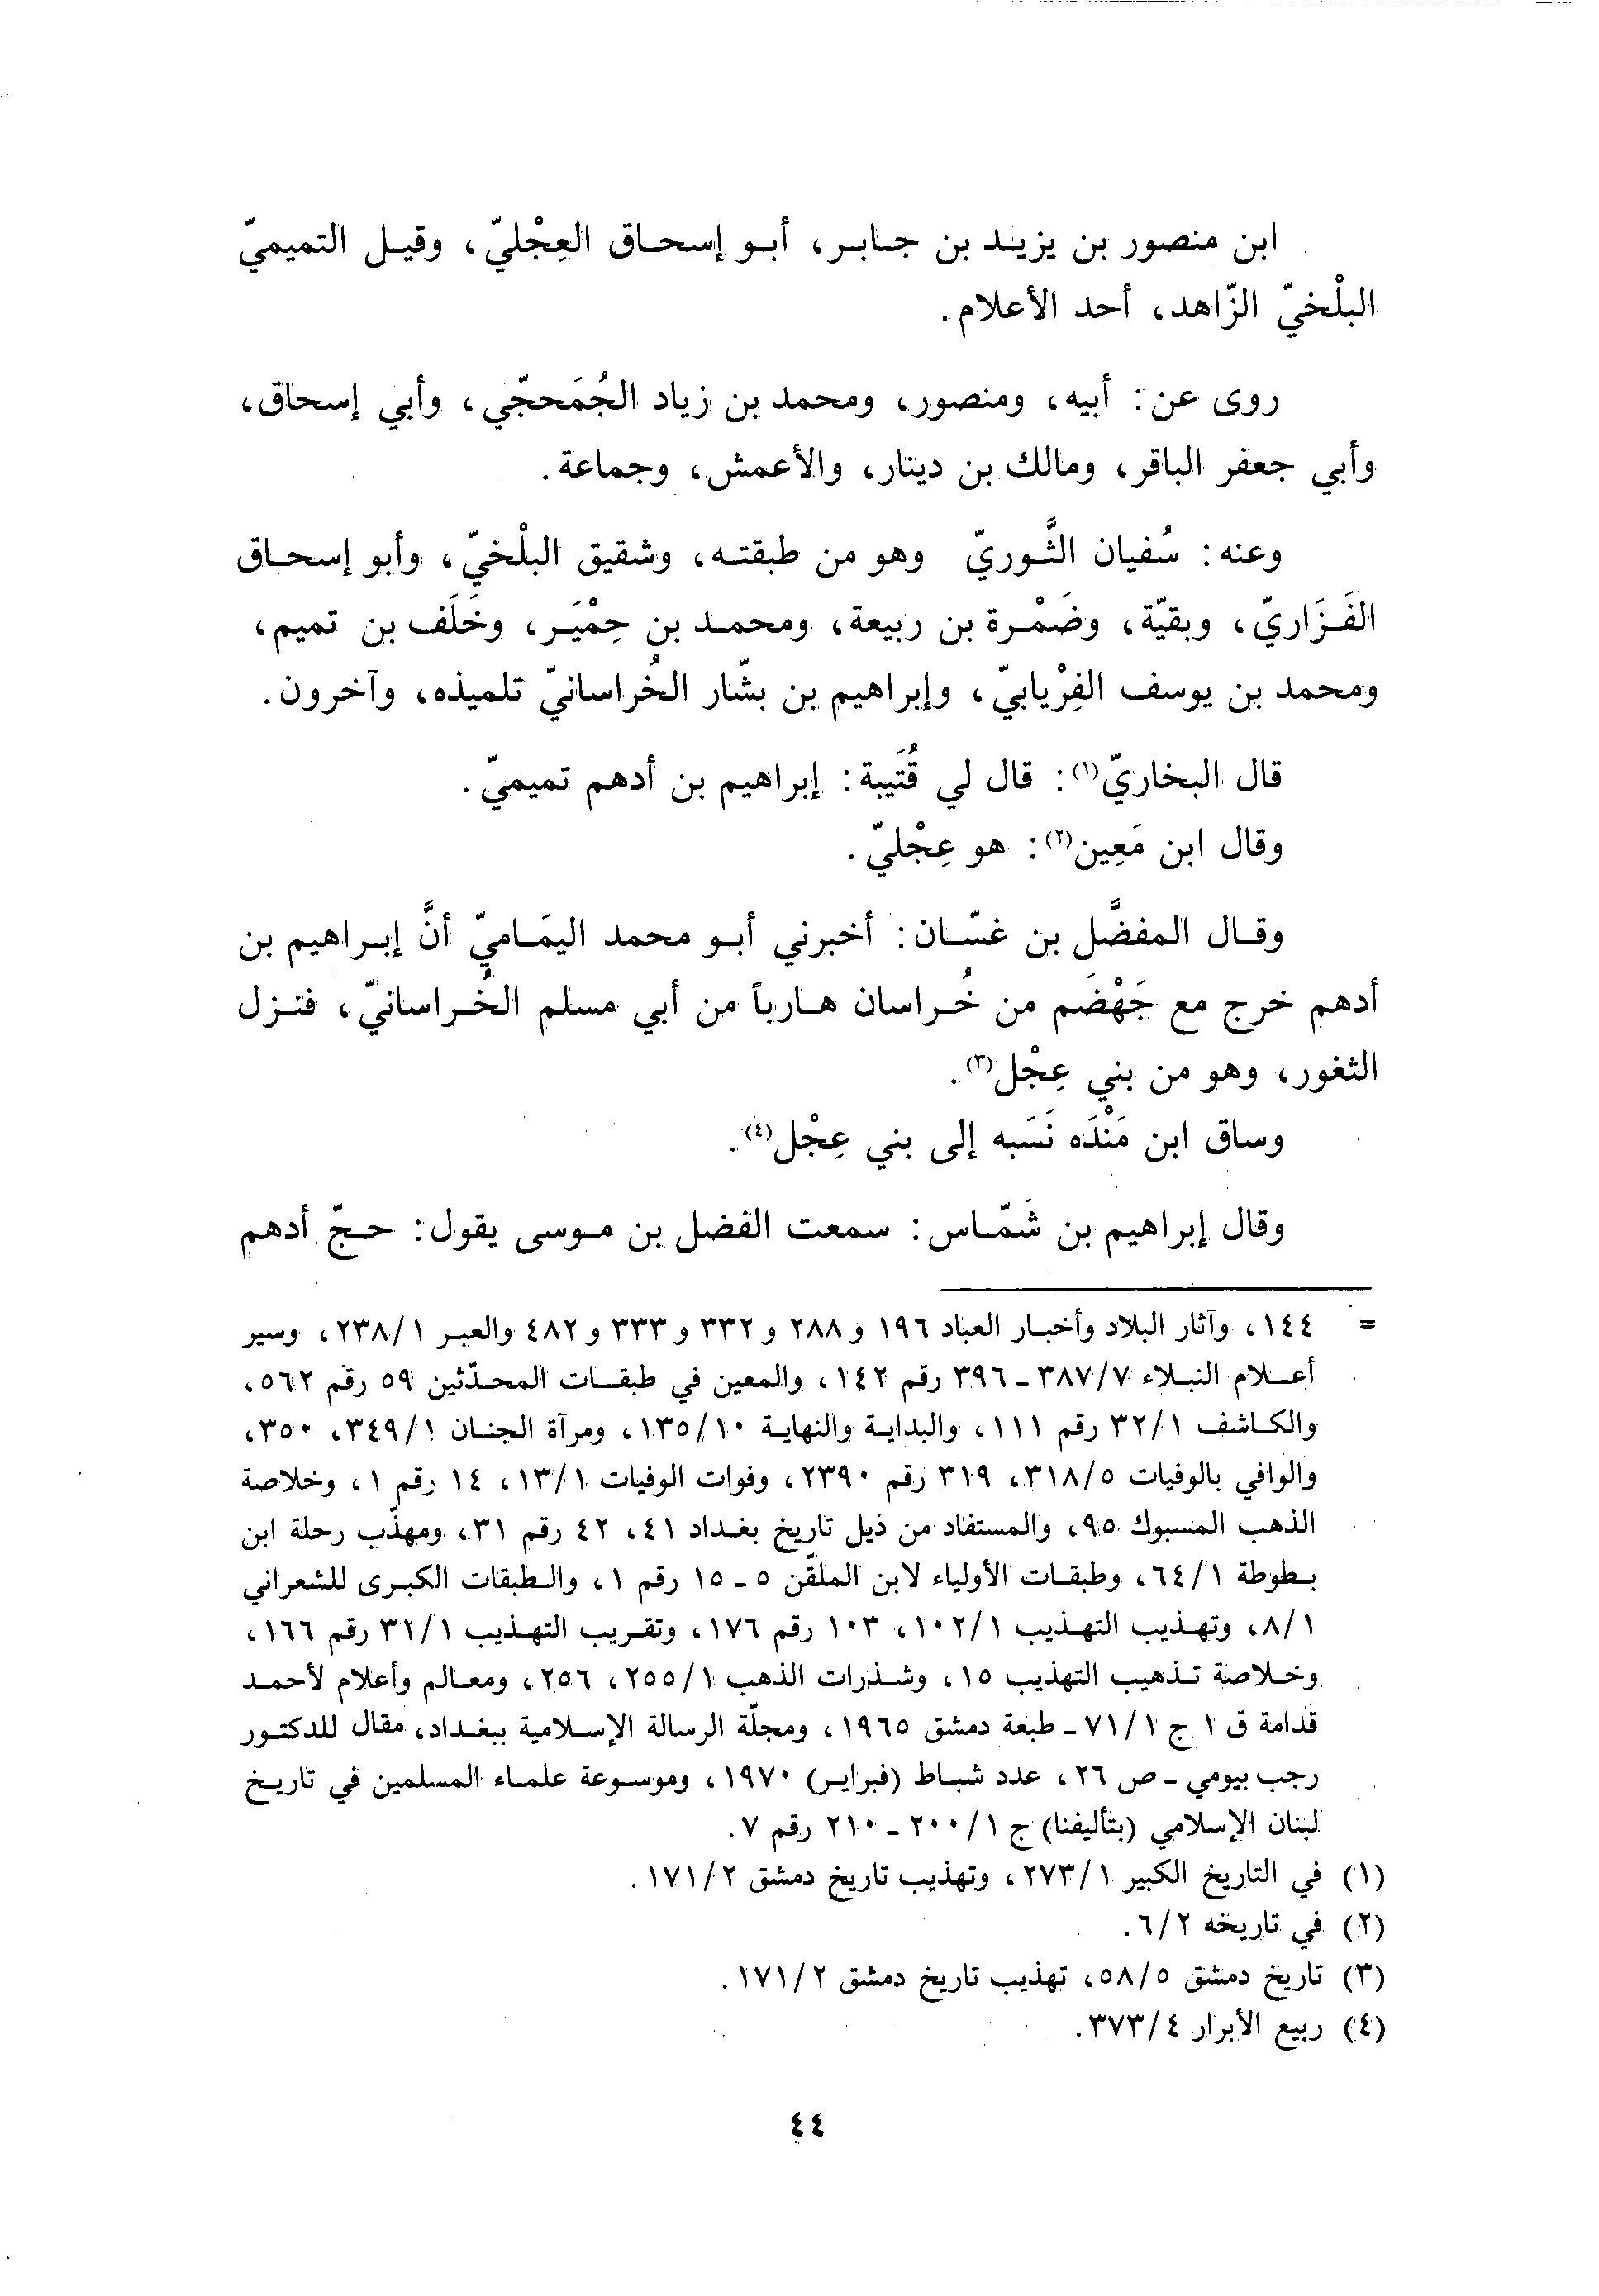 ابن منصور بن يزيد بن جابر، أبو إسحاق العِجْليّ، وقيل التميميّ
البلْخيّ الزّاهد، أحد الأعلام.
روى عن: أبيه، ومنصور، ومحمد بن زياد الجُمَحجّي، وأبي إسحاق،
وأبي جعفر الباقر، ومالك بن دينار، والأعمش، وجماعة.
وعنه: سُفيان الثَّوريّ وهو من طبقته، وشقيق البلْخيّ، وأبو إسحاق
الفَزَاريّ، وبقيّة، وضَمْرة بن ربيعة، ومحمد بن حِمْيَر، وخَلَف بن تميم،
ومحمد بن يوسف الفِرْيابيّ، وإبراهيم بن بشّار الخُراسانيّ تلميذه، وآخرون.
قال البخاريّ(١): قال لي قُتَيبة: إبراهيم بن أدهم تميميّ.
وقال ابن مَعِين(٢): هو عِجْليّ.
وقال المفضَّل بن غسّان: أخبرني أبو محمد اليمَاميّ أنَّ إبراهيم بن
أدهم خرج مع جَهْضَم من خُراسان هارباً من أبي مسلم الخُراسانيّ، فنزل
الثغور، وهو من بني عِجْل(٣).
وساق ابن مَنْدَه نَسَبه إلى بني عِجْل(٤).
وقال إبراهيم بن شَمّاس: سمعت الفضل بن موسى يقول: حجّ أدهم
= ١٤٤، وآثار البلاد وأخبار العباد ١٩٦ و٢٨٨ و٣٣٢ و٣٣٣ و٤٨٢ والعبر ٢٣٨/١، وسير
أعلام النبلاء ٣٨٧/٧ - ٣٩٦ رقم ١٤٢، والمعين في طبقات المحدّثين ٥٩ رقم ٥٦٢،
والكاشف ٣٢/١ رقم ١١١، والبداية والنهاية ١٣٥/١٠، ومرآة الجنان ٣٤٩/١، ٣٥٠،
والوافي بالوفيات ٣١٨/٥، ٣١٩ رقم ٢٣٩٠، وفوات الوفيات ١٣/١، ١٤ رقم ١، وخلاصة
الذهب المسبوك ٩٥، والمستفاد من ذيل تاريخ بغداد ٤١، ٤٢ رقم ٣١، ومهذّب رحلة ابن
بطوطة ٦٤/١، وطبقات الأولياء لابن الملقّن ٥ - ١٥ رقم ١، والطبقات الكبرى للشعراني
٨/١، وتهذيب التهذيب ١٠٢/١، ١٠٣ رقم ١٧٦، وتقريب التهذيب ٣١/١ رقم ١٦٦،
وخلاصة تذهيب التهذيب ١٥، وشذرات الذهب ٢٥٥/١، ٢٥٦، ومعالم وأعلام لأحمد
قدامة ق ١ ج ٧١/١ - طبعة دمشق ١٩٦٥، ومجلّة الرسالة الإسلامية ببغداد، مقال للدكتور
رجب بيومي - ص ٢٦، عدد شباط (فبراير) ١٩٧٠، وموسوعة علماء المسلمين في تاريخ
لبنان الإسلامي (بتأليفنا) ج ٢٠٠/١ - ٢١٠ رقم ٧.
(١) في التاريخ الكبير ٢٧٣/١، وتهذيب تاريخ دمشق ١٧١/٢.
(٢) في تاريخه ٦/٢.
(٣) تاريخ دمشق ٥٨/٥، تهذيب تاريخ دمشق ١٧١/٢.
(٤) ربيع الأبرار ٣٧٣/٤.
٤٤